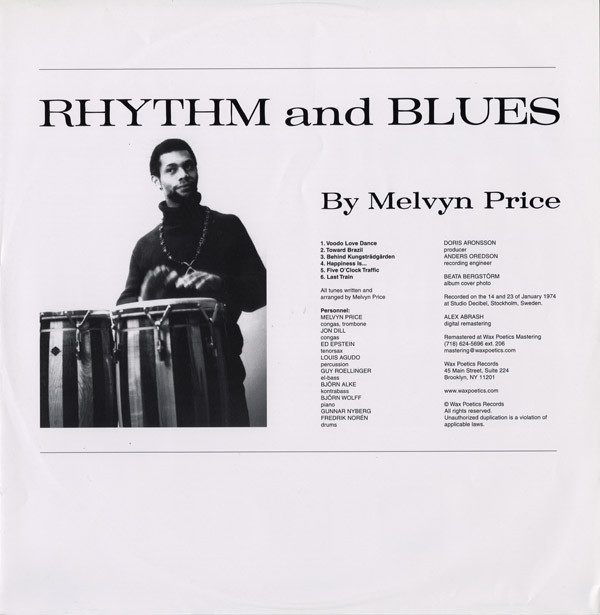 RHYTHM and BLUES
By Melvyn Price
1. Voodo Love Dance
2. Toward Brazil
3. Behind Kungsträdgården
4. Happiness Is...
5. Five O'Clock Traffic
6. Last Train
All tunes written and
arranged by Melvyn Price
Personnel:
MELVYN PRICE
congas, trombone
JON DILL
congas
ED EPSTEIN
tenorsax
LOUIS AGUDO
percussion
GUY ROELLINGER
el-bass
BJÖRN ALKE
kontrabass
BJÖRN WOLFF
piano
GUNNAR NYBERG
FREDRIK NORÉN
drums
DORIS ARONSSON
producer
ANDERS OREDSON
recording engineer
BEATA BERGSTÖRM
album cover photo
Recorded on the 14 and 23 of January 1974
at Studio Decibel, Stockholm, Sweden.
ALEX ABRASH
digital remastering
Remastered at Wax Poetics Mastering
(718) 624-5696 ext. 206
mastering@waxpoetics.com
Wax Poetics Records
45 Main Street, Suite 224
Brooklyn, NY 11201
www.waxpoetics.com
© Wax Poetics Records
All rights reserved.
Unauthorized duplication is a violation of
applicable laws.